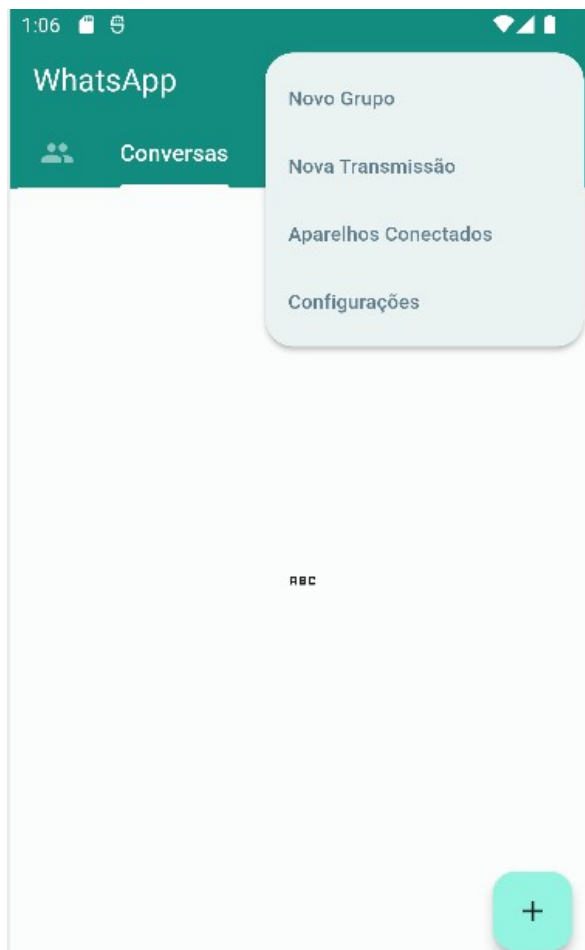 1:06
WhatsApp
Conversas
Novo Grupo
Nova Transmissão
Aparelhos Conectados
Configurações
ABC
+